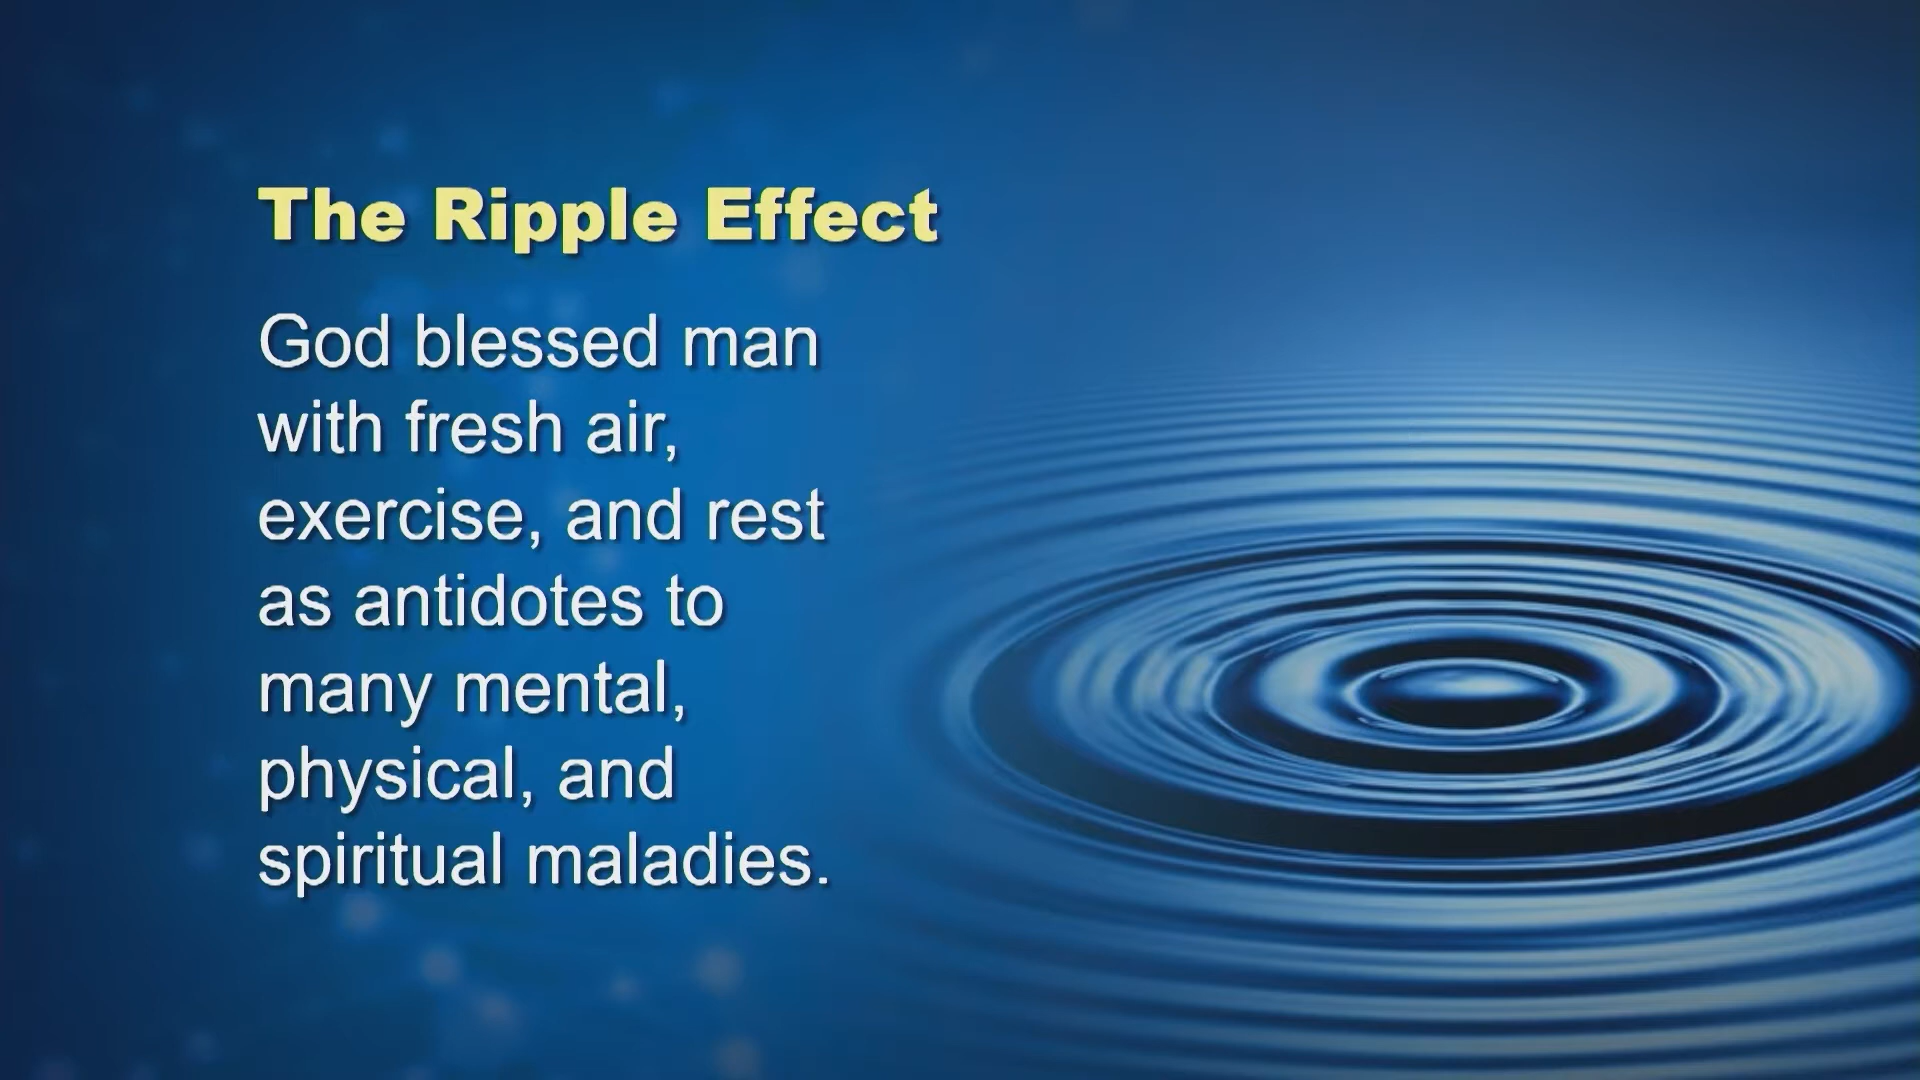 The Ripple Effect
God blessed man
with fresh air,
exercise, and rest
as antidotes to
many mental,
physical, and
spiritual maladies.